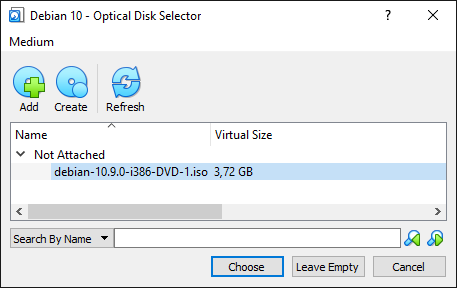 Debian 10 - Optical Disk Selector
Medium
Add Create Refresh
Name Virtual Size
Not Attached
debian-10.9.0-i386-DVD-1.iso 3,72 GB
Search By Name
Choose Leave Empty Cancel